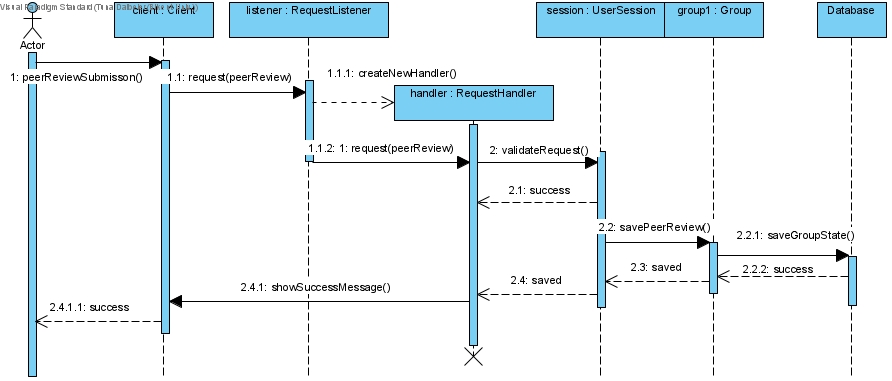 Visual Paradigm Standard
client : Client
listener : RequestListener
session : UserSession
group1 : Group
Database
Actor
1: peerReviewSubmisson()
1.1: request(peerReview)
1.1.1: createNewHandler()
handler : RequestHandler
1.1.2: 1: request(peerReview)
2: validateRequest()
2.1: success
2.2: savePeerReview()
2.2.1: saveGroupState()
2.3: saved
2.2.2: success
2.4: saved
2.4.1: showSuccessMessage()
2.4.1.1: success